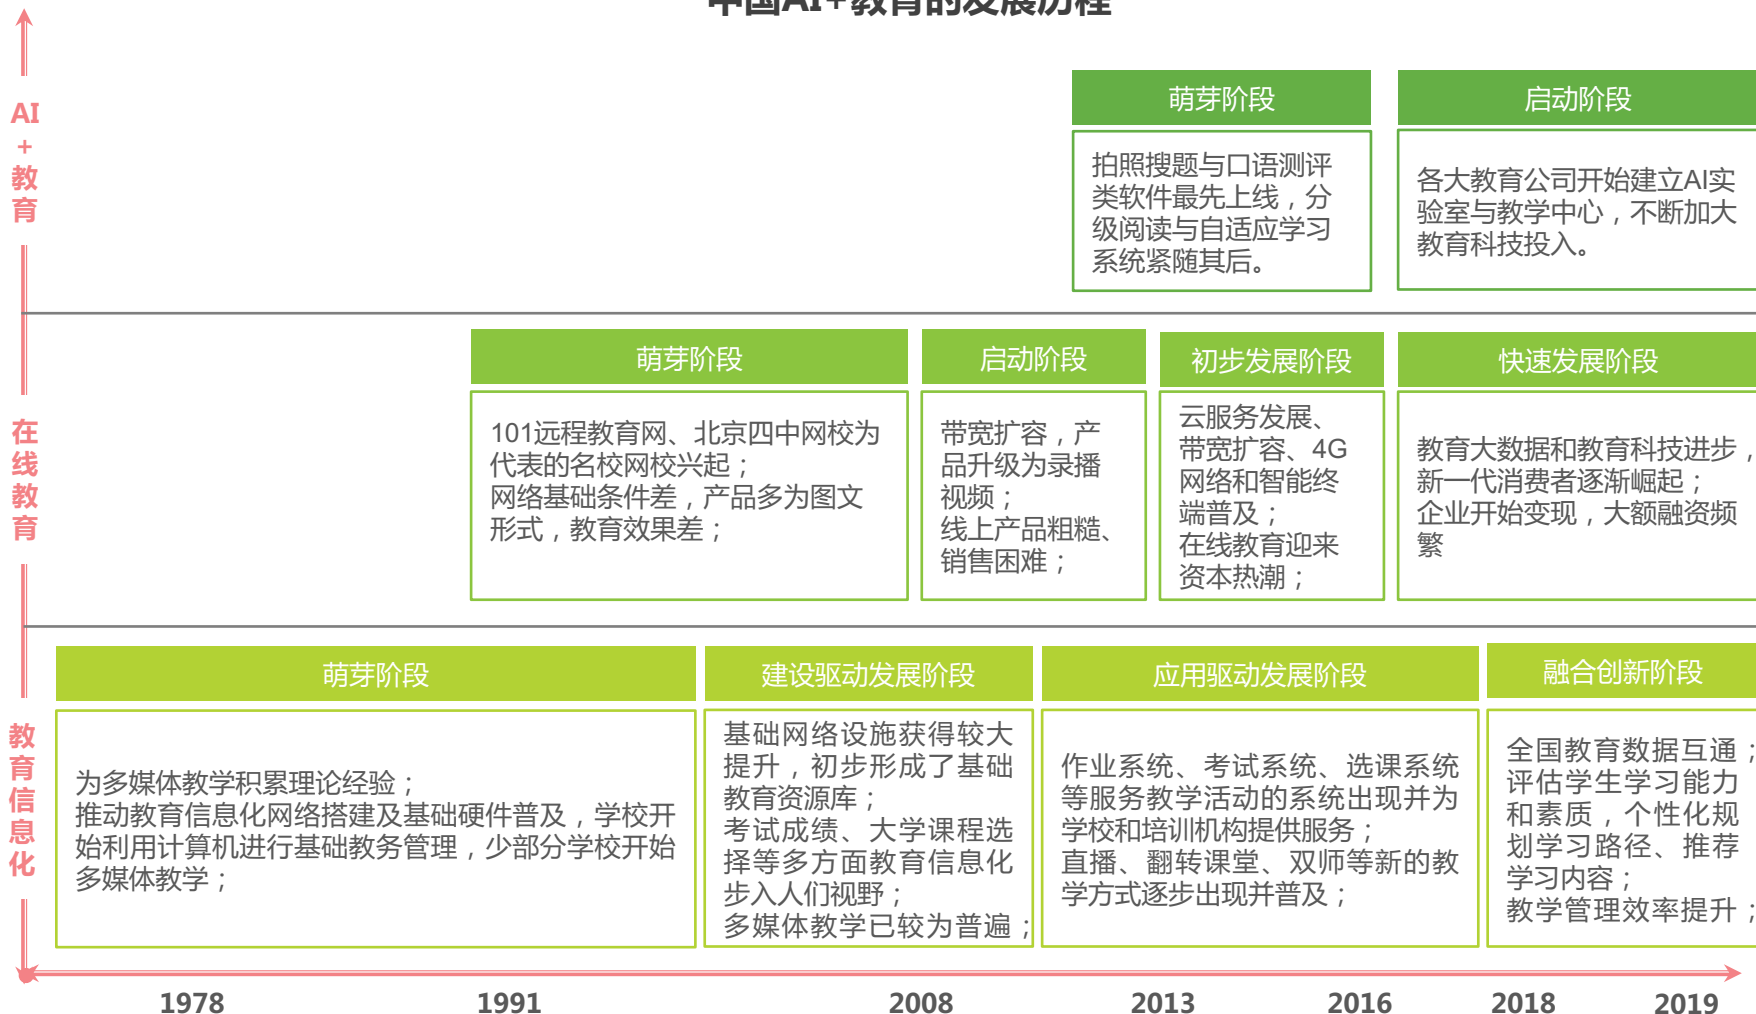 中国AI+教育的发展历程
AI
+
教
育
萌芽阶段
拍照搜题与口语测评
类软件最先上线，分
级阅读与自适应学习
系统紧随其后。
启动阶段
各大教育公司开始建立AI实
验室与教学中心，不断加大
教育科技投入。
在
线
教
育
萌芽阶段
101远程教育网、北京四中网校为
代表的名校网校兴起；
网络基础条件差，产品多为图文
形式，教育效果差；
启动阶段
带宽扩容，产
品升级为录播
视频；
线上产品粗糙、
销售困难；
初步发展阶段
云服务发展、
带宽扩容、4G
网络和智能终
端普及；
在线教育迎来
资本热潮；
快速发展阶段
教育大数据和教育科技进步，
新一代消费者逐渐崛起；
企业开始变现，大额融资频
繁
教
育
信
息
化
萌芽阶段
为多媒体教学积累理论经验；
推动教育信息化网络搭建及基础硬件普及，学校开
始利用计算机进行基础教务管理，少部分学校开始
多媒体教学；
建设驱动发展阶段
基础网络设施获得较大
提升，初步形成了基础
教育资源库；
考试成绩、大学课程选
择等多方面教育信息化
步入人们视野；
多媒体教学已较为普遍；
应用驱动发展阶段
作业系统、考试系统、选课系统
等服务教学活动的系统出现并为
学校和培训机构提供服务；
直播、翻转课堂、双师等新的教
学方式逐步出现并普及；
融合创新阶段
全国教育数据互通；
评估学生学习能力
和素质，个性化规
划学习路径、推荐
学习内容；
教学管理效率提升；
1978
1991
2008
2013
2016
2018
2019